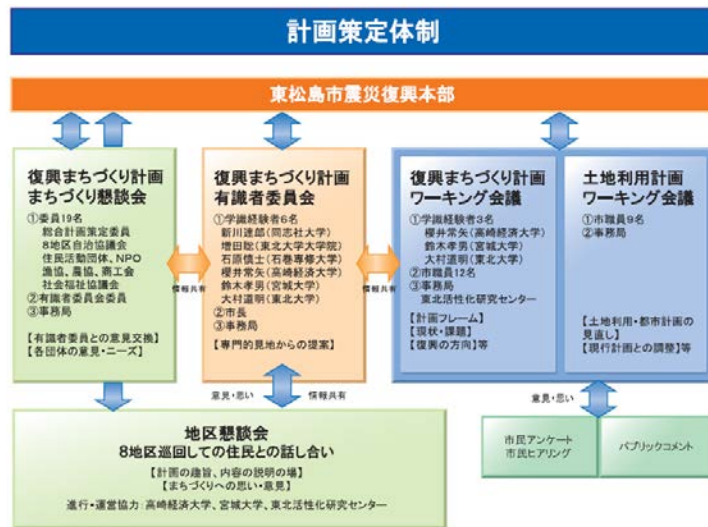 計画策定体制
東松島市震災復興本部
復興まちづくり計画
まちづくり懇談会
①委員19名
総合計画策定委員
8地区自治協議会
住民活動団体、NPO
漁協、農協、商工会
社会福祉協議会
②有識者委員会委員
③事務局
【有識者委員との意見交換】
【各団体の意見・ニーズ】
情報共有
復興まちづくり計画
有識者委員会
①学識経験者6名
新川達郎(同志社大学)
増田聡(東北大学大学院)
石原慎士(石巻専修大学)
櫻井常矢(高崎経済大学)
鈴木孝男(宮城大学)
大村道明(東北大学)
②市長
③事務局
【専門的見地からの提案】
情報共有
復興まちづくり計画
ワーキング会議
①学識経験者3名
櫻井常矢(高崎経済大学)
鈴木孝男(宮城大学)
大村道明(東北大学)
②市職員12名
③事務局
東北活性化研究センター
【計画フレーム】
【現状・課題】
【復興の方向】等
土地利用計画
ワーキング会議
①市職員9名
②事務局
【土地利用・都市計画の
見直し】
【現行計画との調整】等
意見・思い
情報共有
意見・思い
地区懇談会
8地区巡回しての住民との話し合い
【計画の趣旨、内容の説明の場】
【まちづくりへの思い・意見】
進行・運営協力：高崎経済大学、宮城大学、東北活性化研究センター
市民アンケート
市民ヒアリング
パブリックコメント